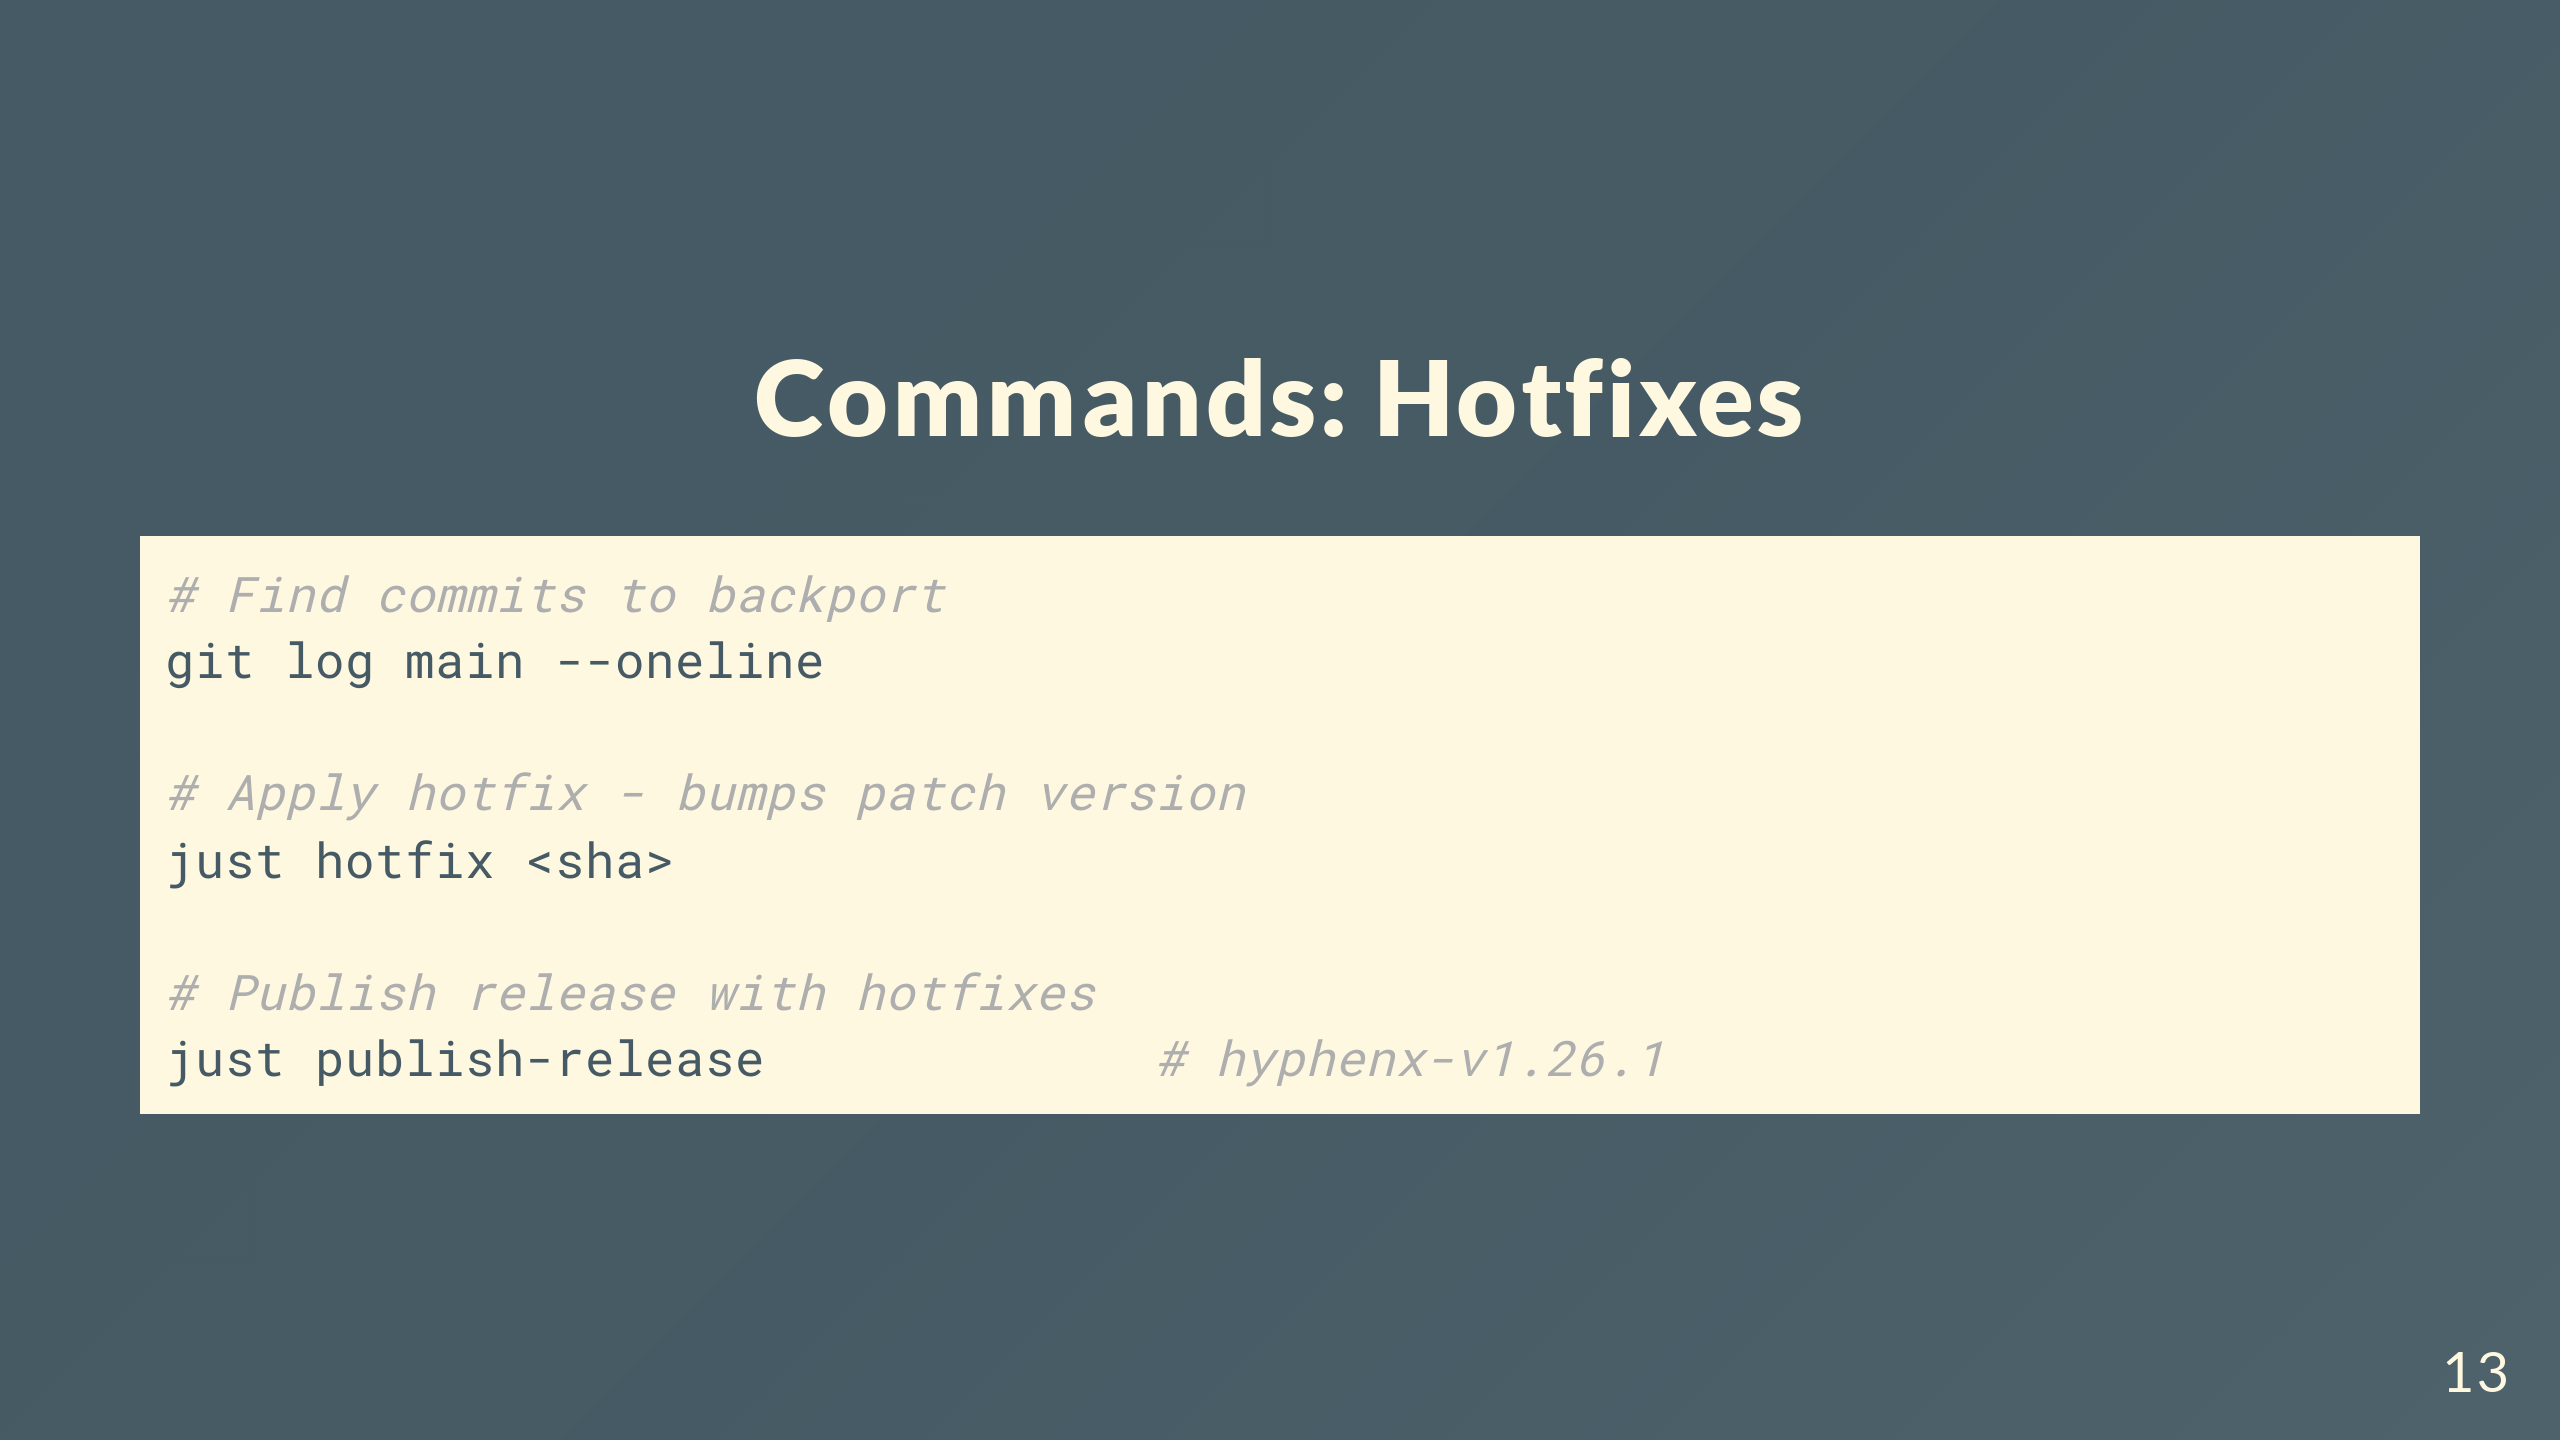 Commands: Hotfixes
# Find commits to backport
git log main --oneline
# Apply hotfix - bumps patch version
just hotfix <sha>
# Publish release with hotfixes
just publish-release # hyphenx-v1.26.1
13